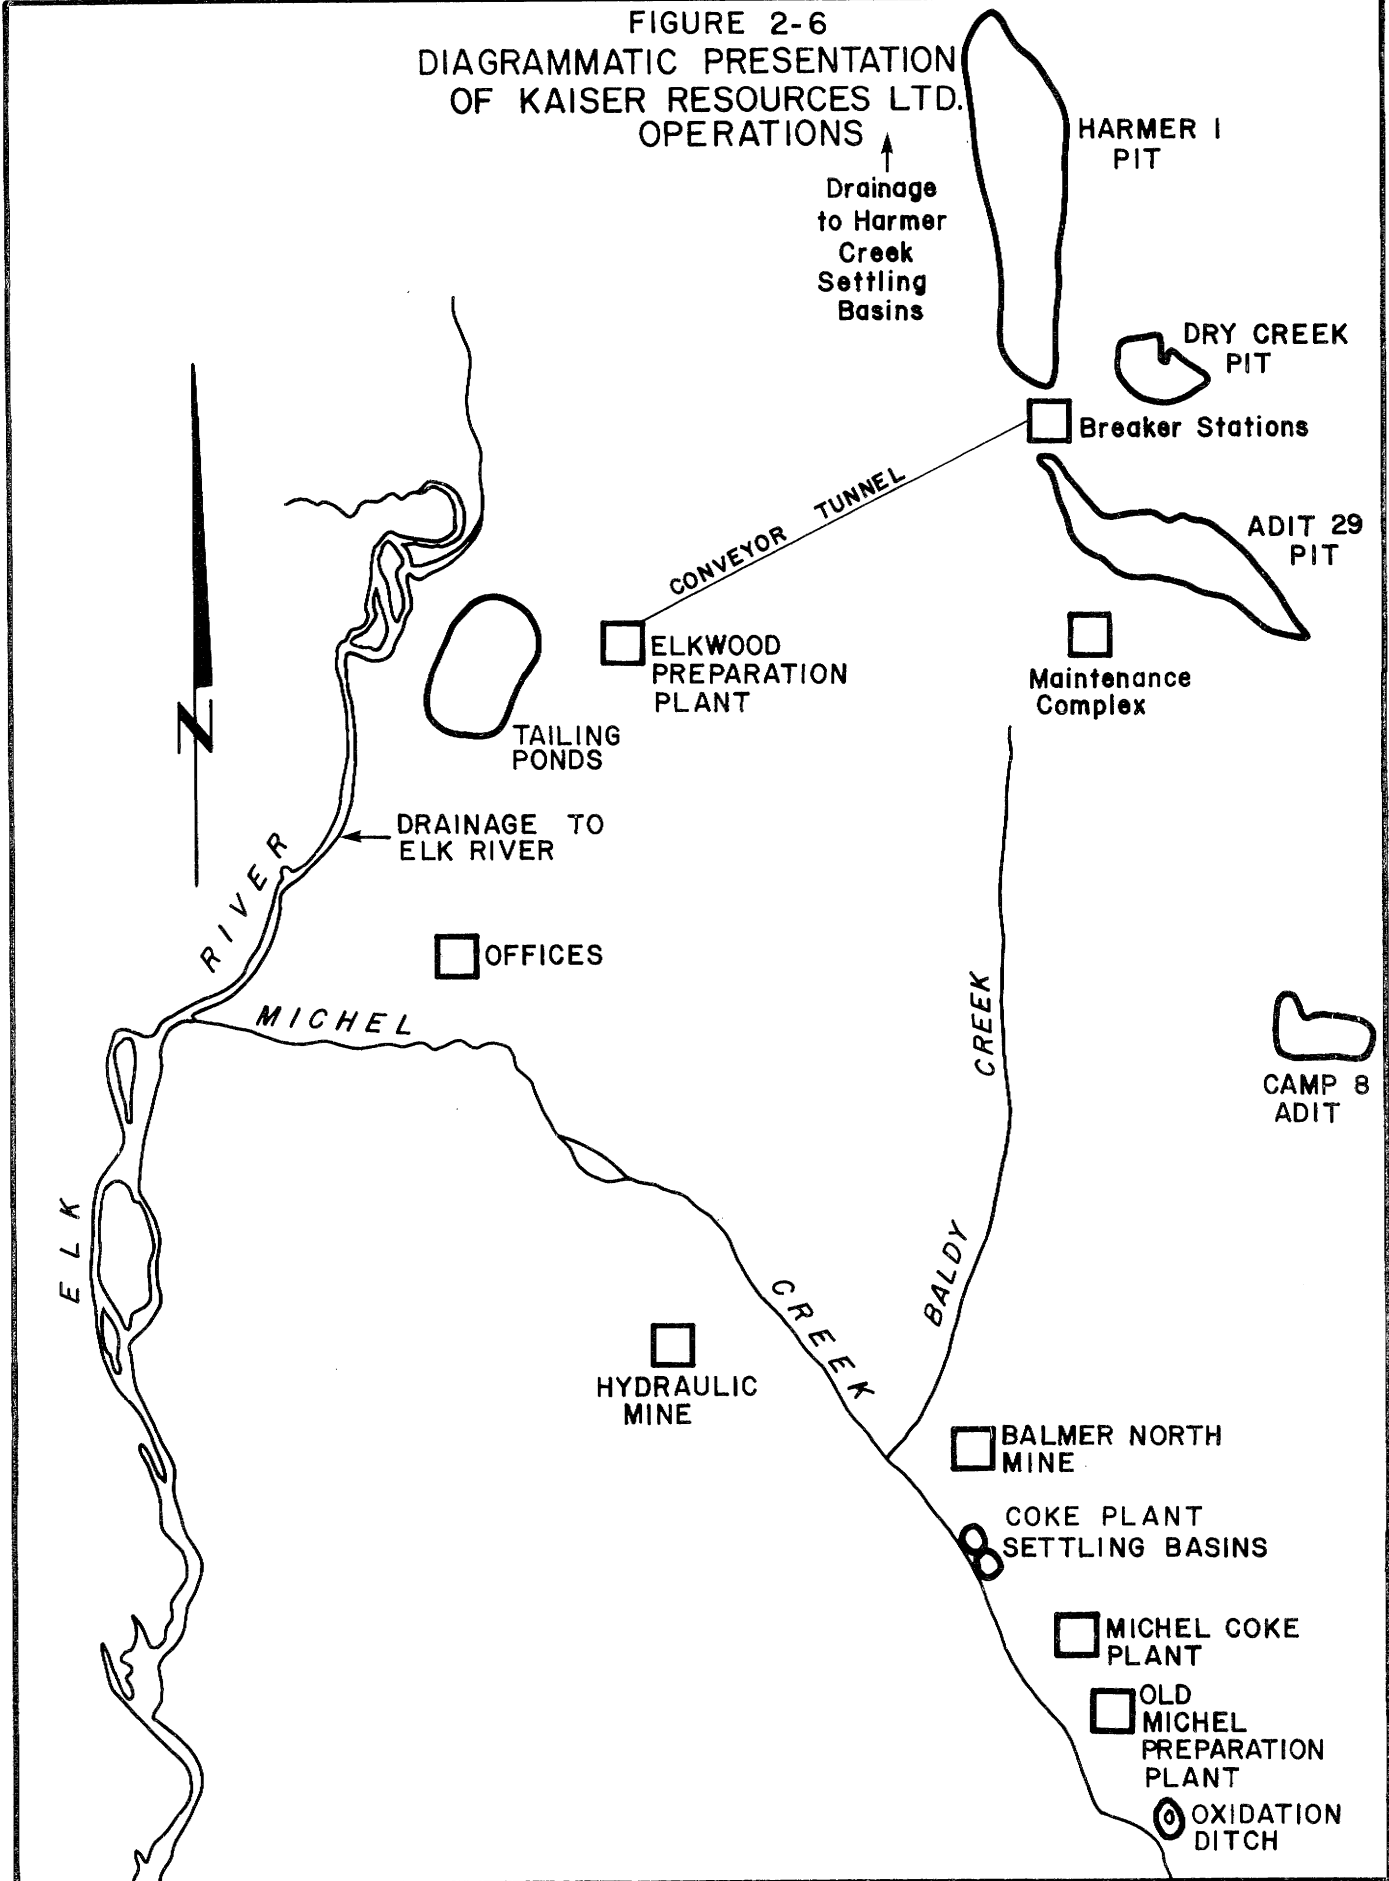 FIGURE 2-6
DIAGRAMMATIC PRESENTATION
OF KAISER RESOURCES LTD.
OPERATIONS
HARMER 1
PIT
Drainage
to Harmer
Creek
Settling
Basins
DRY CREEK
PIT
Breaker Stations
CONVEYOR TUNNEL
ADIT 29
PIT
ELKWOOD
PREPARATION
PLANT
Maintenance
Complex
TAILING
PONDS
N
DRAINAGE TO
ELK RIVER
ELK RIVER
OFFICES
MICHEL CREEK
BALDY CREEK
CAMP 8
ADIT
HYDRAULIC
MINE
BALMER NORTH
MINE
COKE PLANT
SETTLING BASINS
MICHEL COKE
PLANT
OLD
MICHEL
PREPARATION
PLANT
OXIDATION
DITCH